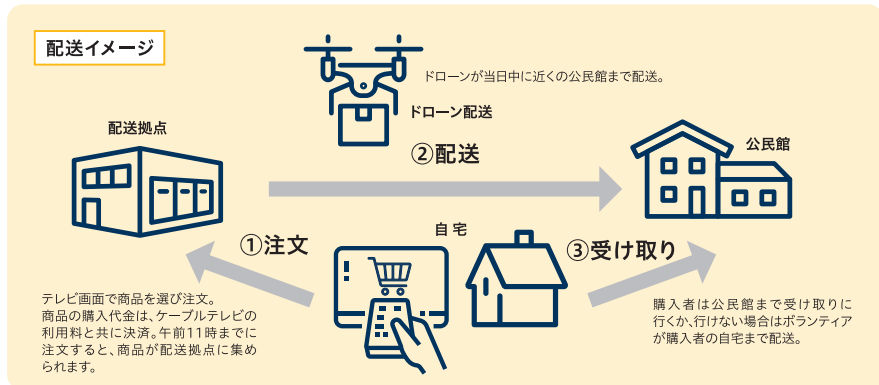 配送イメージ
ドローンが当日中に近くの公民館まで配送。
ドローン配送
配送拠点
②配送
公民館
①注文
自宅
③受け取り
テレビ画面で商品を選び注文。
商品の購入代金は、ケーブルテレビの
利用料と共に決済。午前11時までに
注文すると、商品が配送拠点に集め
られます。
購入者は公民館まで受け取りに
行くか、行けない場合はボランティア
が購入者の自宅まで配送。